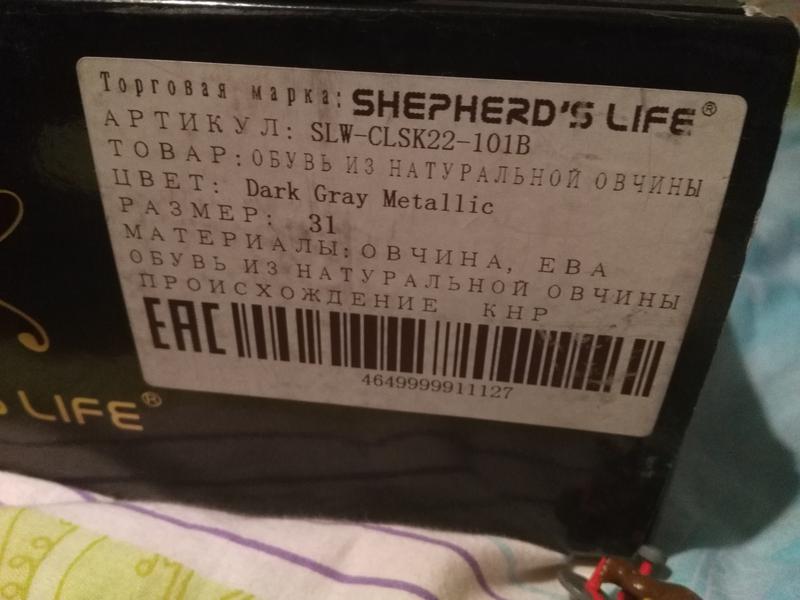 Торговая марка: SHEPHERD'S LIFE®
АРТИКУЛ: SLW-CLSK22-101B
ТОВАР: ОБУВЬ ИЗ НАТУРАЛЬНОЙ ОВЧИНЫ
ЦВЕТ: Dark Gray Metallic
РАЗМЕР: 31
МАТЕРИАЛЫ: ОВЧИНА, ЕВА
ОБУВЬ ИЗ НАТУРАЛЬНОЙ ОВЧИНЫ
ПРОИСХОЖДЕНИЕ КНР
EAC
4649999911127
LIFE®